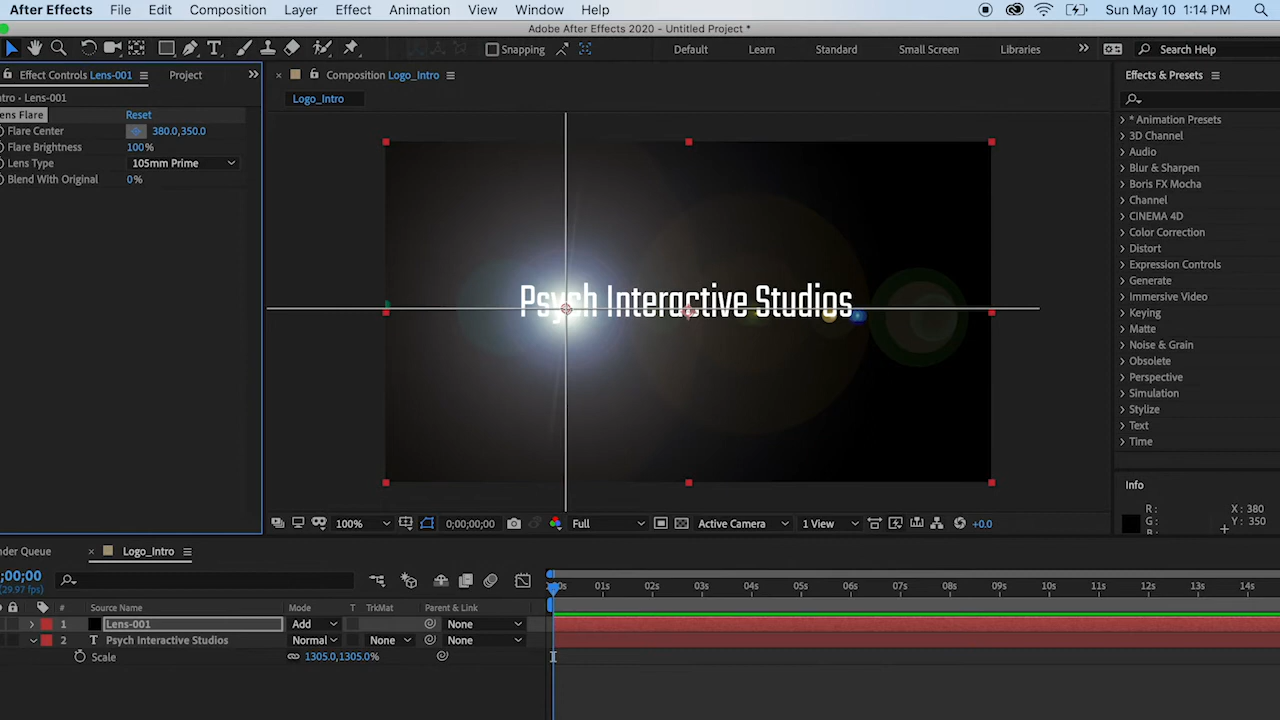 After Effects File Edit Composition Layer Effect Animation View Window Help Sun May 10 1:14 PM
Adobe After Effects 2020 - Untitled Project *
Snapping Default Learn Standard Small Screen Libraries Search Help
Effect Controls Lens-001 Project Composition Logo_Intro Effects & Presets
ntro - Lens-001 Logo_Intro
ens Flare Reset
Flare Center 380.0,350.0
Flare Brightness 100%
Lens Type 105mm Prime
Blend With Original 0%
Psych Interactive Studios
* Animation Presets
3D Channel
Audio
Blur & Sharpen
Boris FX Mocha
Channel
CINEMA 4D
Color Correction
Distort
Expression Controls
Generate
Immersive Video
Keying
Matte
Noise & Grain
Obsolete
Perspective
Simulation
Stylize
Text
Time
Info
R: X: 380
G: Y: 350
B:
100% 0;00;00;00 Full Active Camera 1 View +0.0
nder Queue Logo_Intro
;00;00
(29.97 fps)
00s 01s 02s 03s 04s 05s 06s 07s 08s 09s 10s 11s 12s 13s 14s
# Source Name Mode T TrkMat Parent & Link
1 Lens-001 Add None
2 T Psych Interactive Studios Normal None None
Scale 1305.0,1305.0%